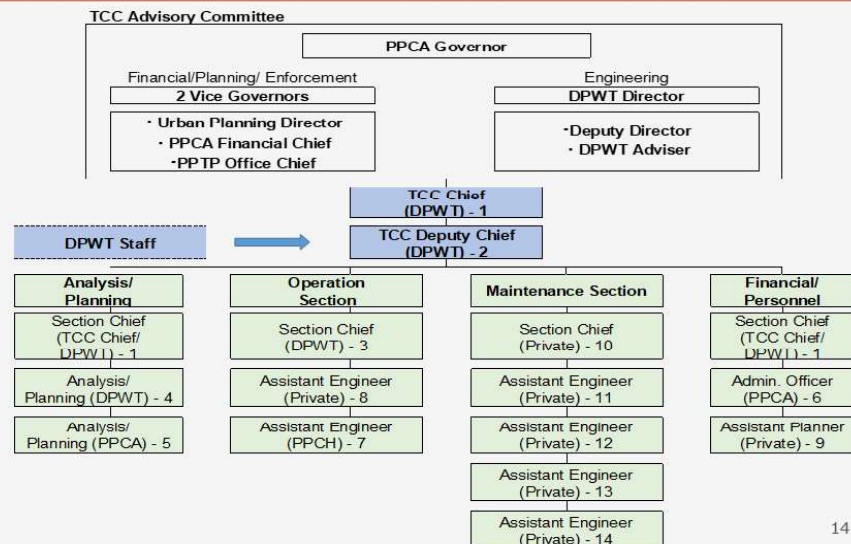 TCC Advisory Committee
PPCA Governor
Financial/Planning/ Enforcement
2 Vice Governors
· Urban Planning Director
· PPCA Financial Chief
·PPTP Office Chief
Engineering
DPWT Director
·Deputy Director
· DPWT Adviser
TCC Chief
(DPWT) - 1
DPWT Staff
TCC Deputy Chief
(DPWT) - 2
Analysis/
Planning
Section Chief
(TCC Chief/
DPWT) - 1
Analysis/
Planning (DPWT) - 4
Analysis/
Planning (PPCA) - 5
Operation
Section
Section Chief
(DPWT) - 3
Assistant Engineer
(Private) - 8
Assistant Engineer
(PPCH) - 7
Maintenance Section
Section Chief
(Private) - 10
Assistant Engineer
(Private) - 11
Assistant Engineer
(Private) - 12
Assistant Engineer
(Private) - 13
Assistant Engineer
(Private) - 14
Financial/
Personnel
Section Chief
(TCC Chief/
DPWT) - 1
Admin. Officer
(PPCA) - 6
Assistant Planner
(Private) - 9
14